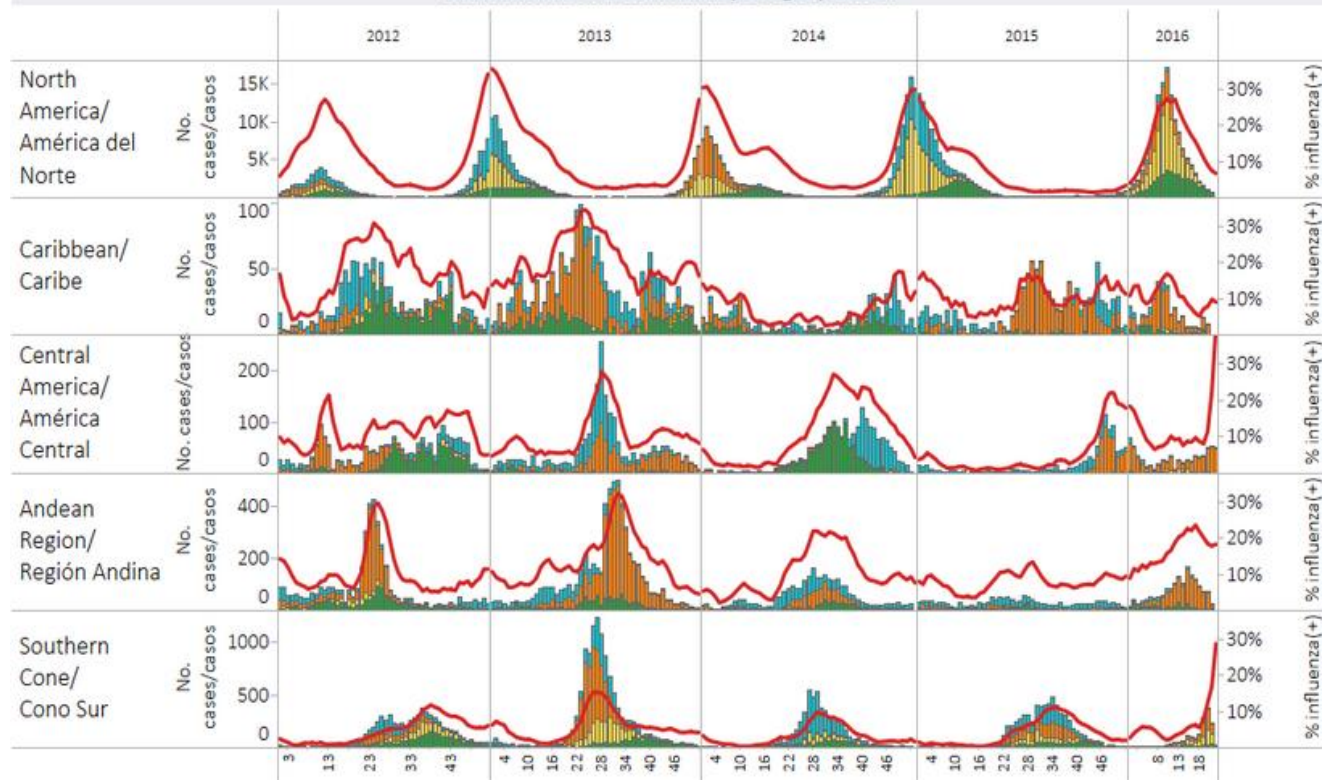 2012 2013 2014 2015 2016
North
America/
América del
Norte
No.
cases/casos
15K
10K
5K
30%
20%
10%
% influenza(+)
Caribbean/
Caribe
No.
cases/casos
100
50
0
30%
20%
10%
% influenza(+)
Central
America/
América
Central
No. cases/casos
200
100
0
30%
20%
10%
% influenza(+)
Andean
Region/
Región Andina
No.
cases/casos
400
200
0
30%
20%
10%
% influenza(+)
Southern
Cone/
Cono Sur
No.
cases/casos
1000
500
0
30%
20%
10%
% influenza(+)
3 13 23 33 43 4 10 16 22 28 34 40 46 4 10 16 22 28 34 40 46 4 10 16 22 28 34 40 46 8 13 18